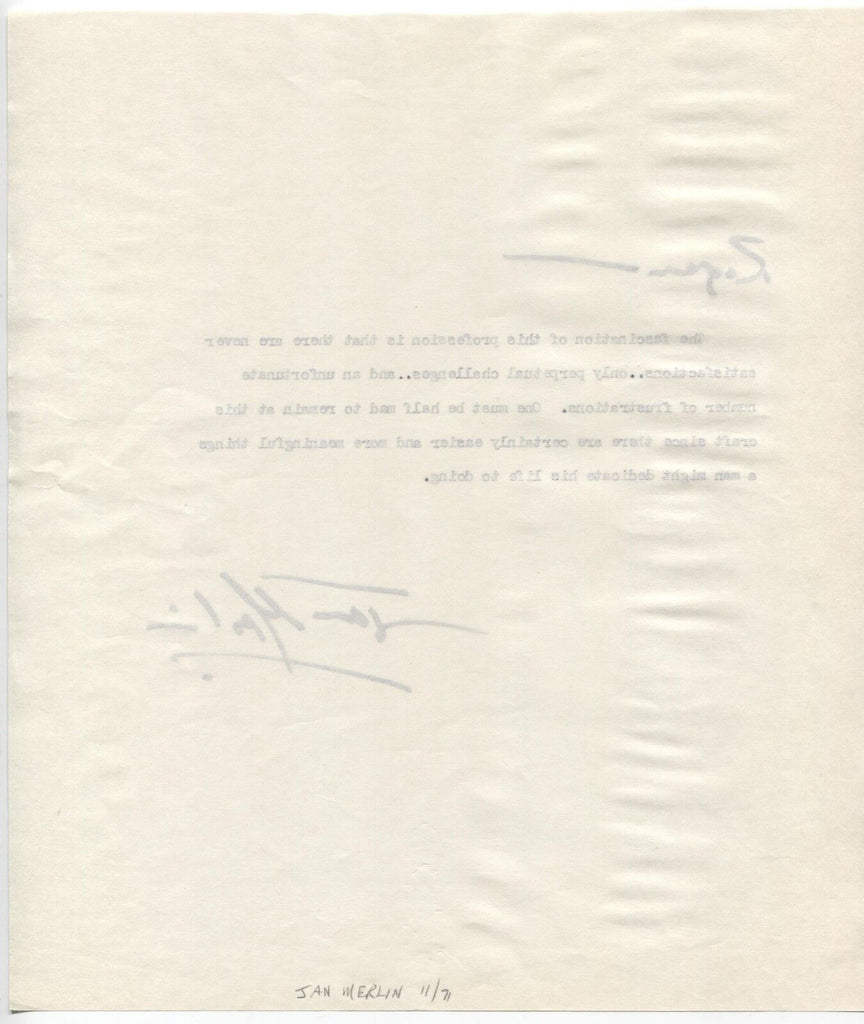 Roger
The fascination of this profession is that there are never
satisfactions..only perpetual challenges..and an unfortunate
number of frustrations. One must be half mad to remain at this
craft since there are certainly easier and more meaningful things
a man might dedicate his life to doing.
Jan Merlin
JAN MERLIN 11/71